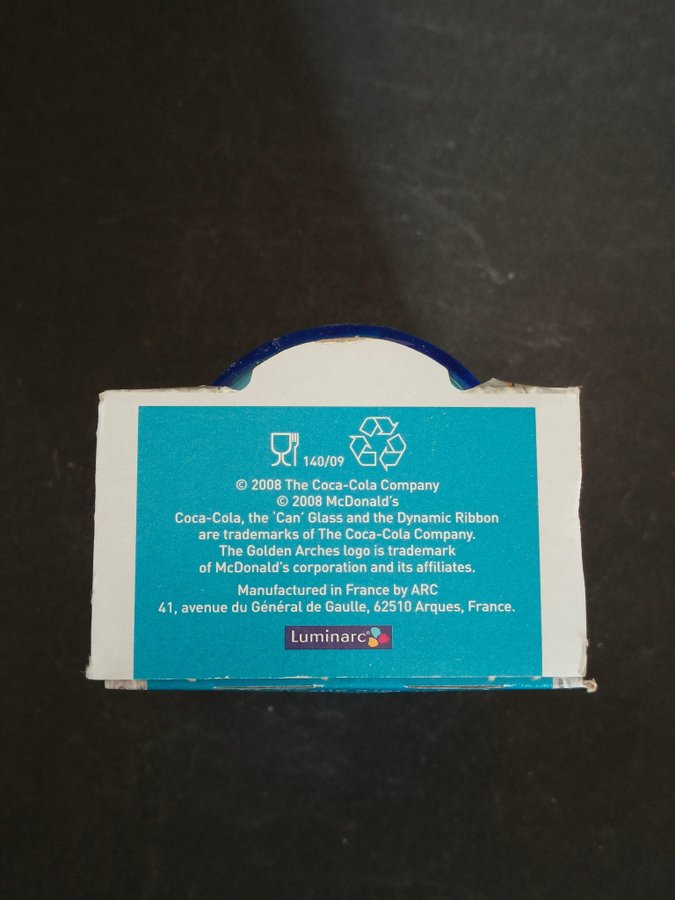 140/09
© 2008 The Coca-Cola Company
© 2008 McDonald's
Coca-Cola, the 'Can' Glass and the Dynamic Ribbon
are trademarks of The Coca-Cola Company.
The Golden Arches logo is trademark
of McDonald's corporation and its affiliates.
Manufactured in France by ARC
41, avenue du Général de Gaulle, 62510 Arques, France.
Luminarc®